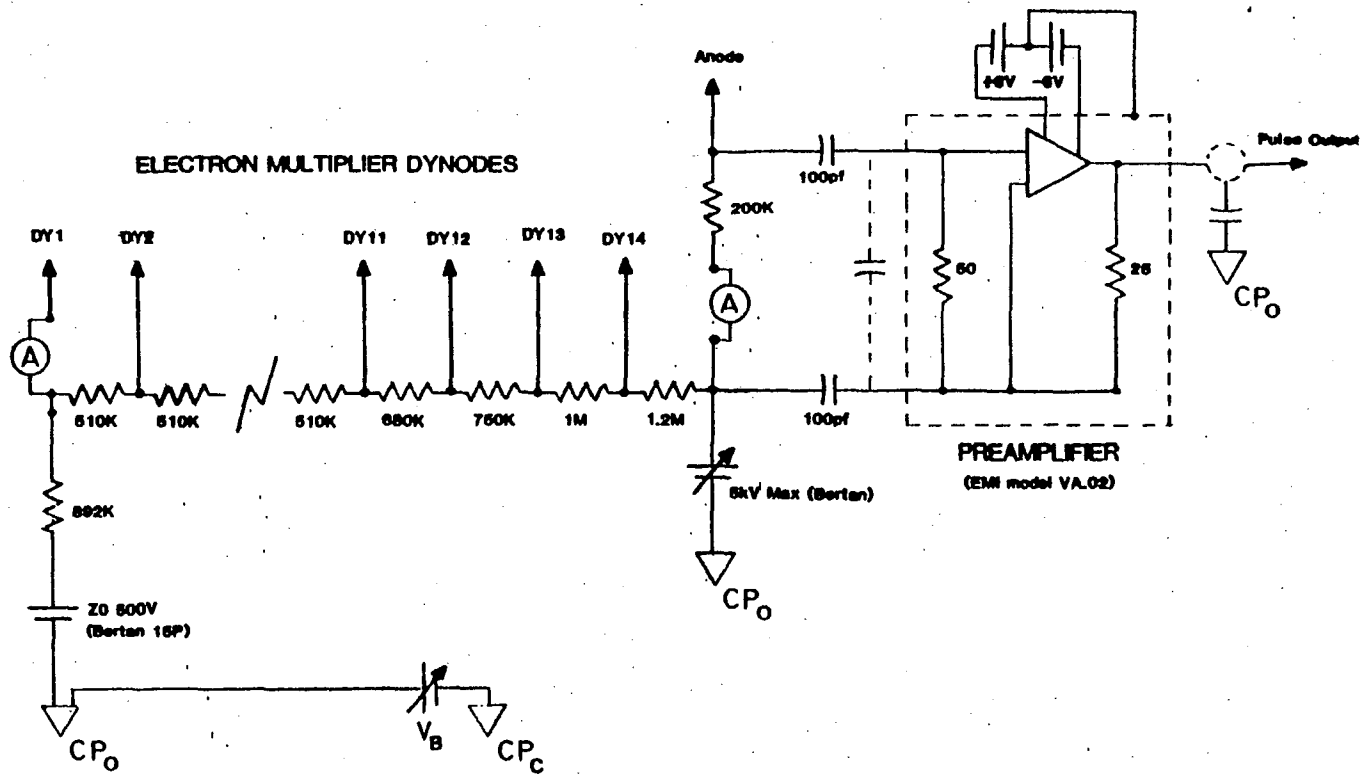 Anode
+6V -6V
Pulse Output
ELECTRON MULTIPLIER DYNODES
100pf
200K
DY1 DY2 DY11 DY12 DY13 DY14
50
25
CPO
A
A
510K 510K 510K 680K 750K 1M 1.2M
100pf
PREAMPLIFIER
(EMI model VA.02)
5kV Max (Bertan)
892K
CPO
Z0 500V
(Bertan 15P)
CPO
VB
CPC